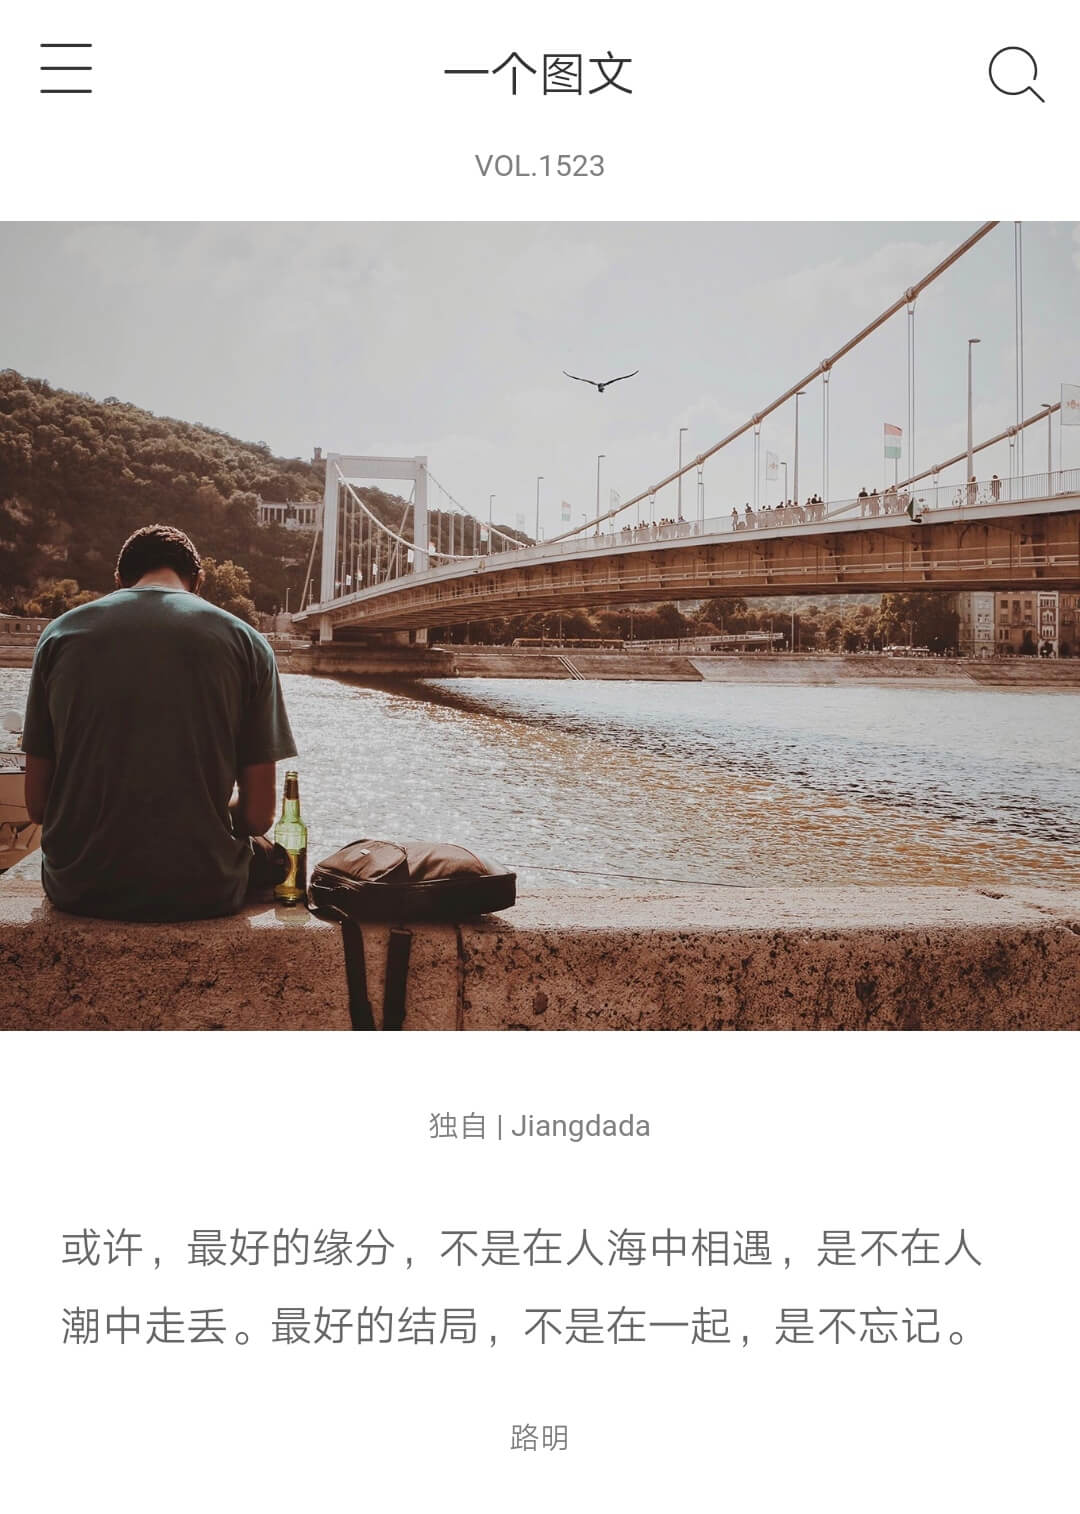 一个图文
VOL.1523
独自 | Jiangdada
或许，最好的缘分，不是在人海中相遇，是不在人
潮中走丢。最好的结局，不是在一起，是不忘记。
路明